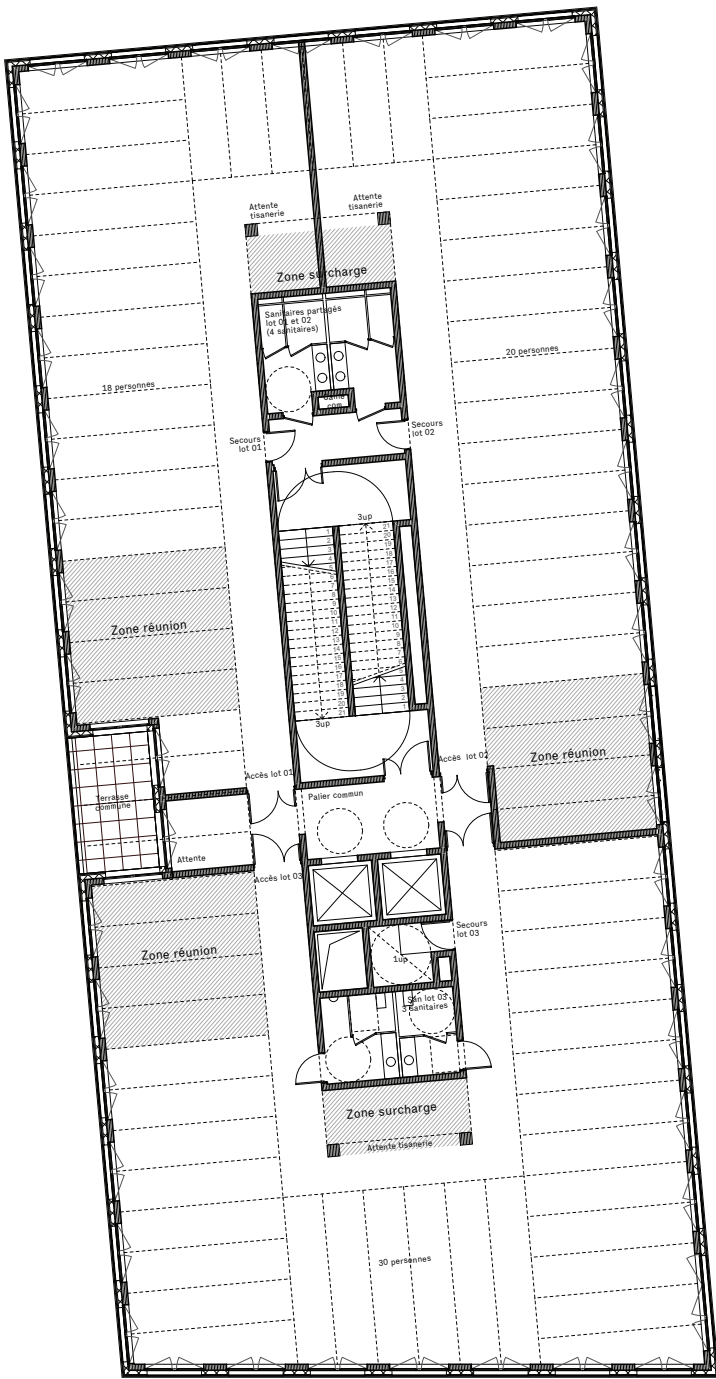 Attente
tisanerie
Attente
tisanerie
Zone surcharge
Sanitaires partagés
lot 01 et 02
(4 sanitaires)
20 personnes
18 personnes
com.
Secours
lot 01
Secours
lot 02
3up
Zone réunion
3up
Zone réunion
Accès lot 01
Accès lot 02
Palier commun
Terrasse
commune
Attente
Accès lot 03
Zone réunion
Secours
lot 03
1up
San lot 03
3 sanitaires
Zone surcharge
Attente tisanerie
30 personnes